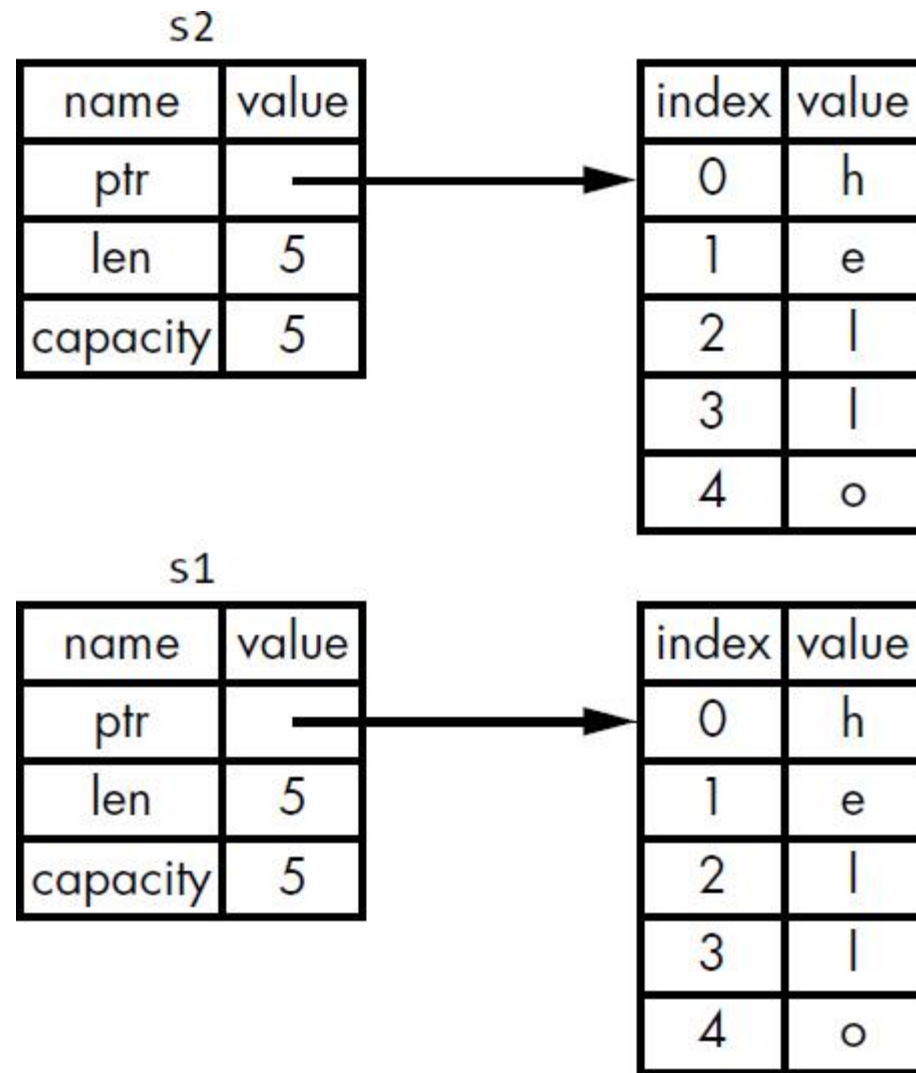 s2
name value
ptr
len 5
capacity 5
index value
0 h
1 e
2 l
3 l
4 o
s1
name value
ptr
len 5
capacity 5
index value
0 h
1 e
2 l
3 l
4 o